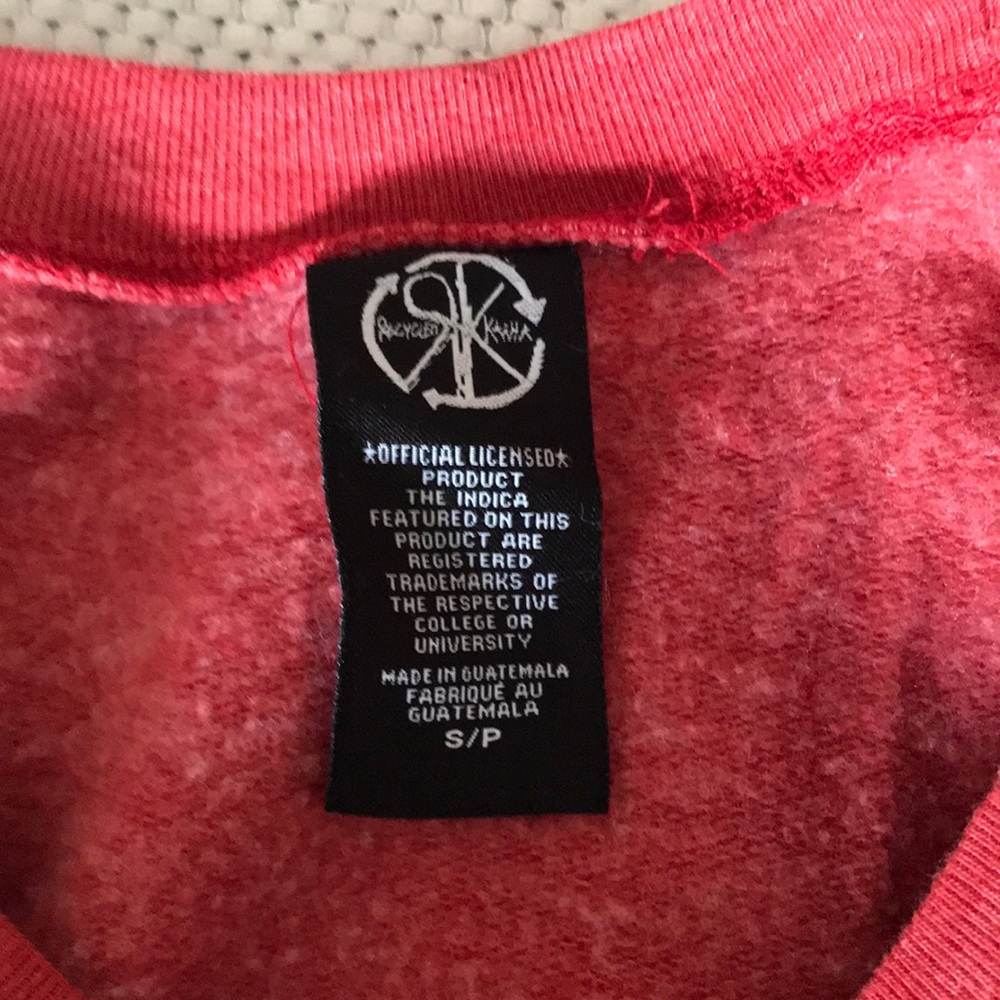 RECYCLED KARMA
RK
★OFFICIAL LICENSED★
PRODUCT
THE INDICA
FEATURED ON THIS
PRODUCT ARE
REGISTERED
TRADEMARKS OF
THE RESPECTIVE
COLLEGE OR
UNIVERSITY
MADE IN GUATEMALA
FABRIQUÉ AU
GUATEMALA
S/P